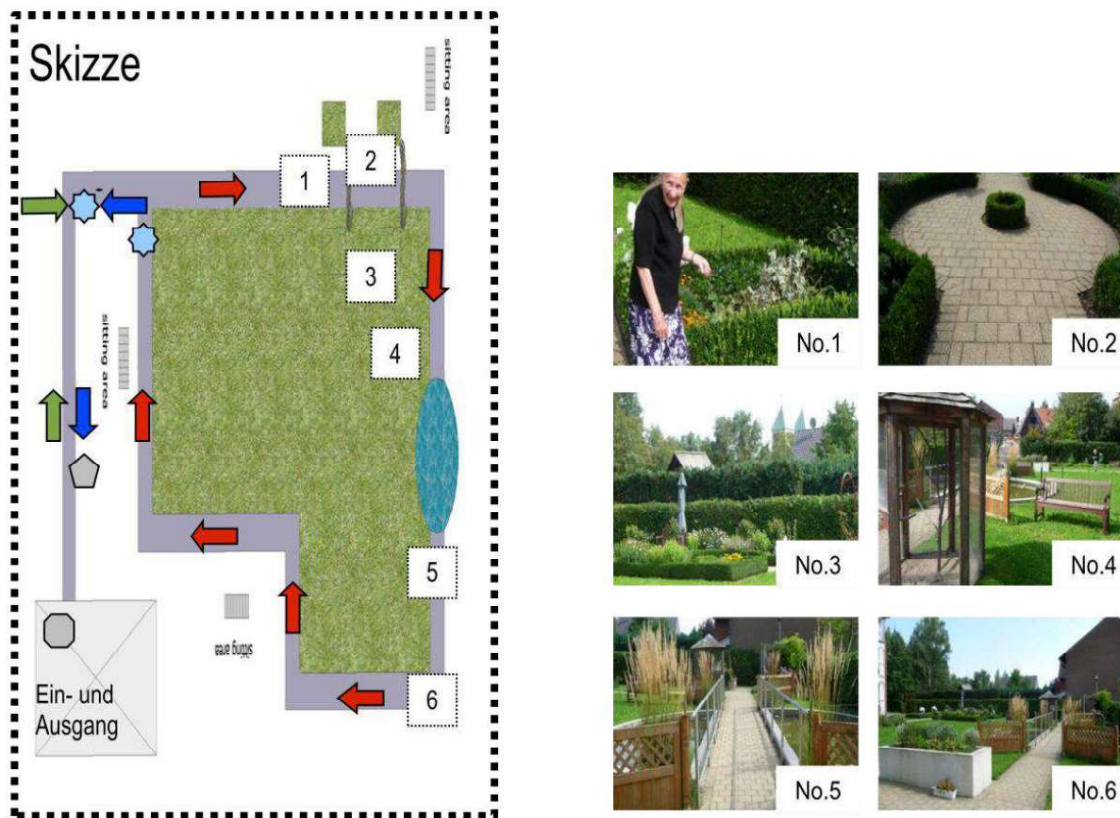 Skizze
sitting area
1
2
3
4
sitting area
5
sitting area
6
Ein- und
Ausgang
No.1
No.2
No.3
No.4
No.5
No.6